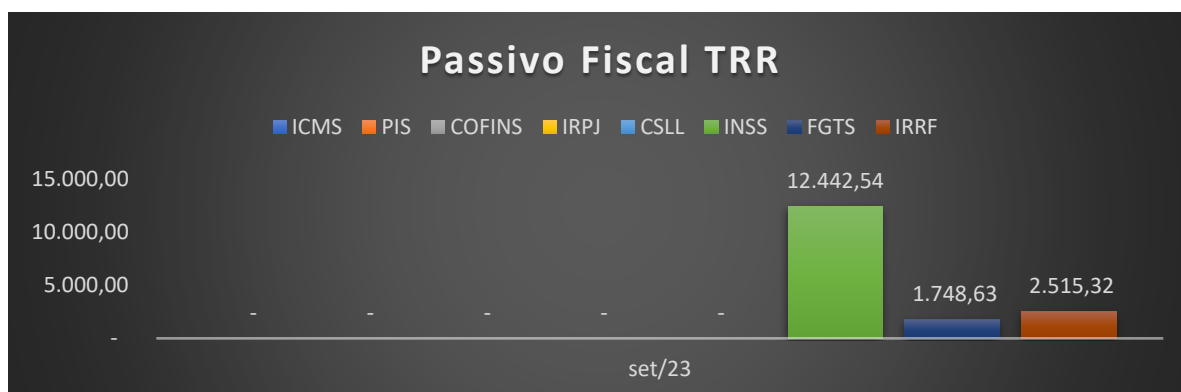 Passivo Fiscal TRR
ICMS PIS COFINS IRPJ CSLL INSS FGTS IRRF
15.000,00
10.000,00
5.000,00
-
- - - - - 12.442,54 1.748,63 2.515,32
set/23